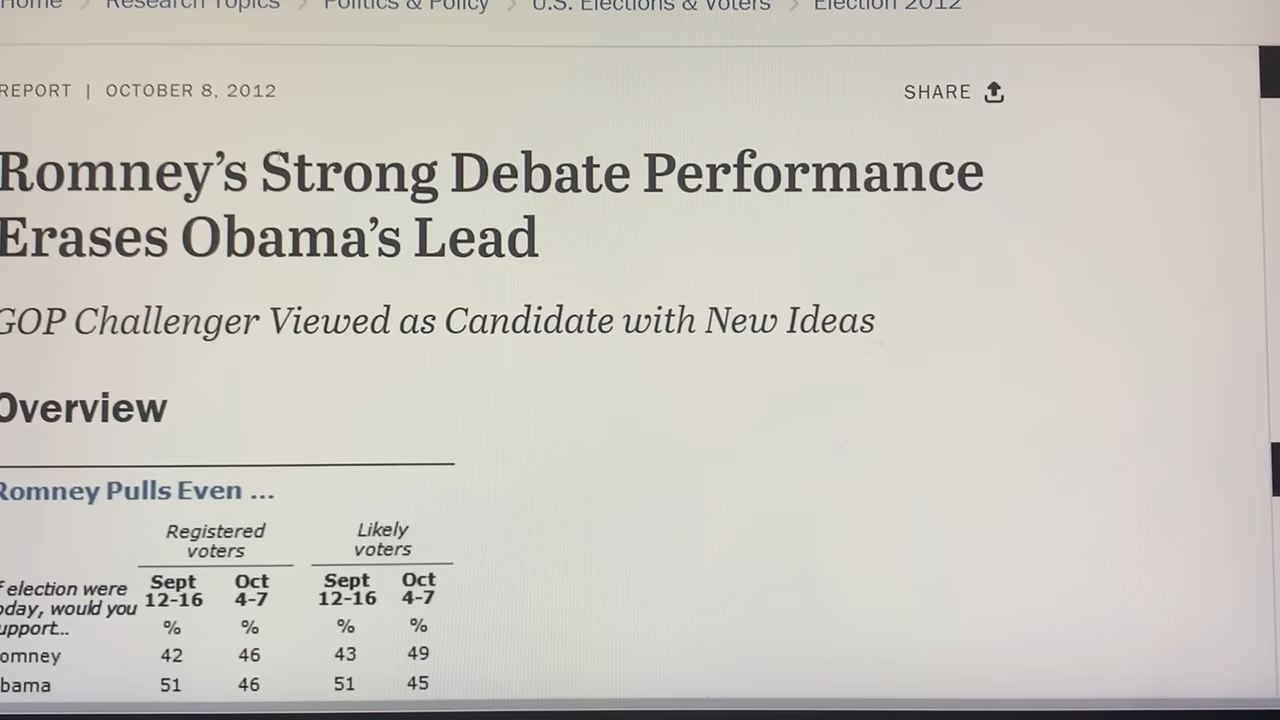 Home > Research Topics > Politics & Policy > U.S. Elections & Voters > Election 2012
REPORT | OCTOBER 8, 2012 SHARE
Romney's Strong Debate Performance
Erases Obama's Lead
GOP Challenger Viewed as Candidate with New Ideas
Overview
Romney Pulls Even ...
Registered voters Likely voters
f election were Sept 12-16 Oct 4-7 Sept 12-16 Oct 4-7
oday, would you
upport... % % % %
omney 42 46 43 49
bama 51 46 51 45